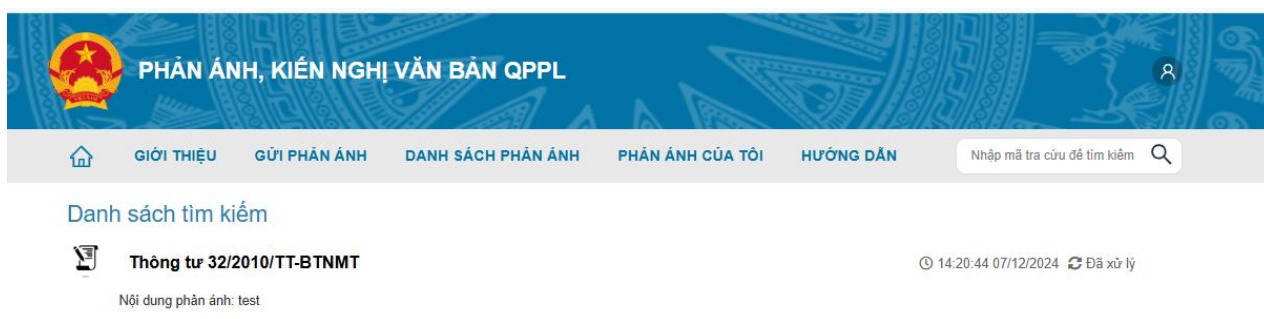 PHẢN ÁNH, KIẾN NGHỊ VĂN BẢN QPPL
GIỚI THIỆU GỬI PHẢN ÁNH DANH SÁCH PHẢN ÁNH PHẢN ÁNH CỦA TÔI HƯỚNG DẪN Nhập mã tra cứu để tìm kiếm
Danh sách tìm kiếm
Thông tư 32/2010/TT-BTNMT 14:20:44 07/12/2024 Đã xử lý
Nội dung phản ánh: test